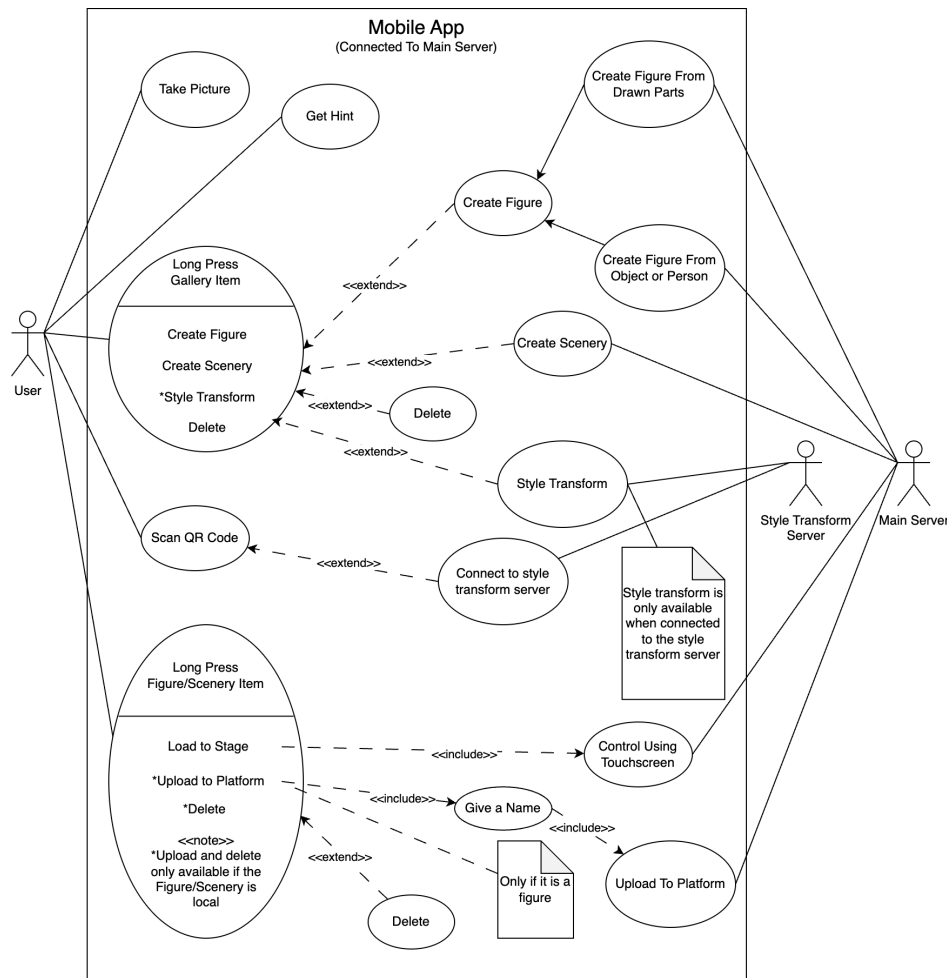 Mobile App
(Connected To Main Server)
Take Picture
Get Hint
Create Figure From
Drawn Parts
Create Figure
Create Figure From
Object or Person
Long Press
Gallery Item
Create Figure
Create Scenery
*Style Transform
Delete
<<extend>>
Create Scenery
<<extend>>
Delete
<<extend>>
Style Transform
<<extend>>
User
Style Transform
Server
Main Server
Scan QR Code
<<extend>>
Connect to style
transform server
Style transform is
only available
when connected
to the style
transform server
Long Press
Figure/Scenery Item
Load to Stage
*Upload to Platform
*Delete
<<note>>
*Upload and delete
only available if the
Figure/Scenery is
local
<<include>>
Control Using
Touchscreen
<<include>>
Give a Name
<<include>>
Upload To Platform
Only if it is a
figure
<<extend>>
Delete